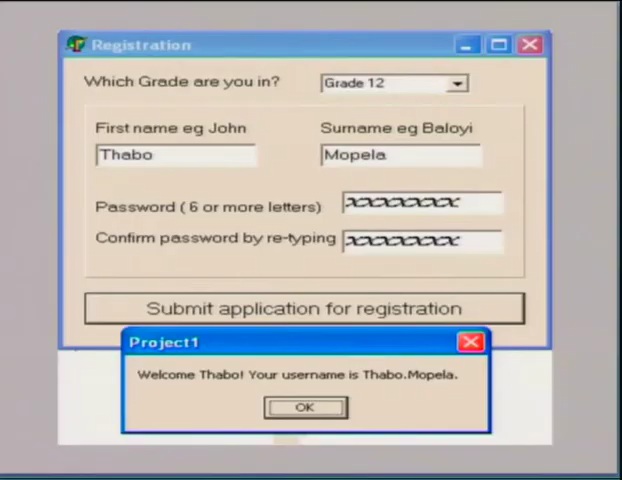 Registration
Which Grade are you in?
Grade 12
First name eg John
Surname eg Baloyi
Thabo
Mopela
Password ( 6 or more letters)
xxxxxxxx
Confirm password by re-typing
xxxxxxxx
Submit application for registration
Project1
Welcome Thabo! Your username is Thabo.Mopela.
OK